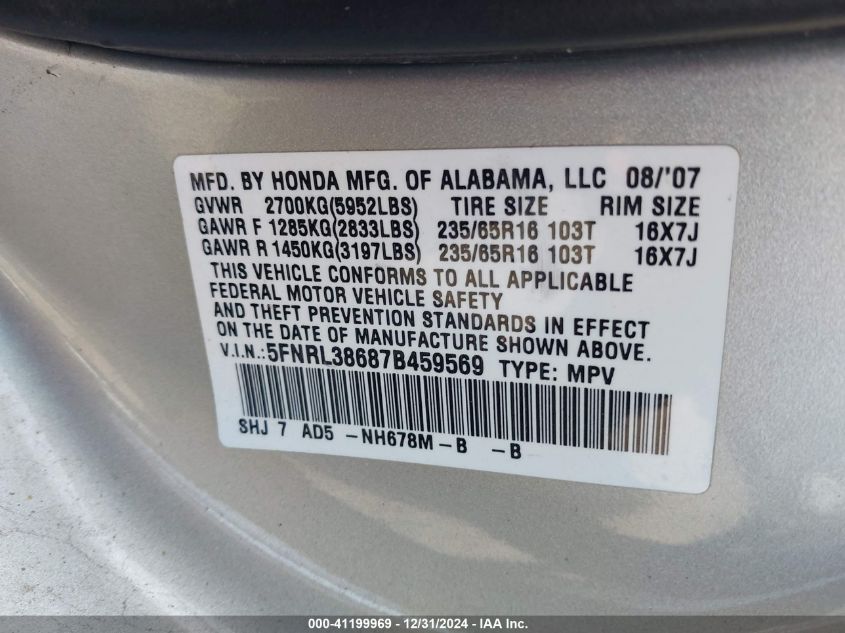 MFD. BY HONDA MFG. OF ALABAMA, LLC 08/'07
GVWR 2700KG(5952LBS) TIRE SIZE RIM SIZE
GAWR F 1285KG(2833LBS) 235/65R16 103T 16X7J
GAWR R 1450KG(3197LBS) 235/65R16 103T 16X7J
THIS VEHICLE CONFORMS TO ALL APPLICABLE
FEDERAL MOTOR VEHICLE SAFETY
AND THEFT PREVENTION STANDARDS IN EFFECT
ON THE DATE OF MANUFACTURE SHOWN ABOVE.
V.I.N.:5FNRL38687B459569 TYPE: MPV
SHJ 7 AD5 -NH678M-B -B
000-41199969 - 12/31/2024 - IAA Inc.